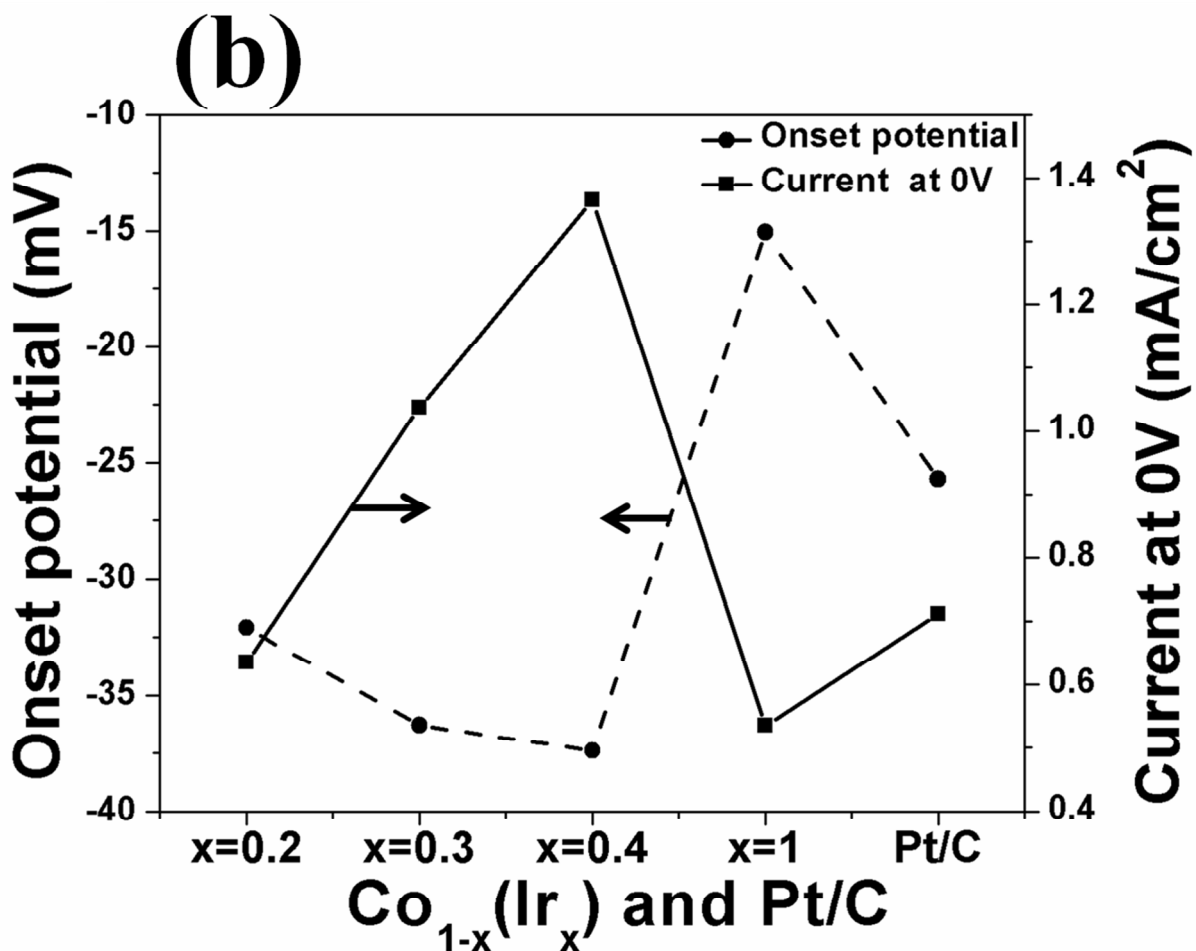 (b)
Onset potential (mV)
-10
-15
-20
-25
-30
-35
-40
Onset potential
Current at 0V
1.4
1.2
1.0
0.8
0.6
0.4
Current at 0V (mA/cm²)
x=0.2 x=0.3 x=0.4 x=1 Pt/C
Co₁₋ₓ(Irₓ) and Pt/C